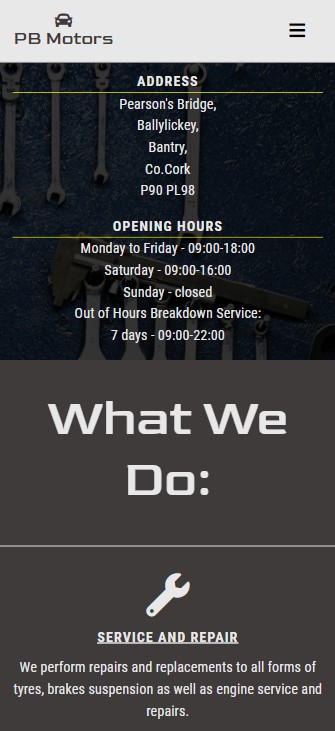 PB Motors
ADDRESS
Pearson's Bridge,
Ballylickey,
Bantry,
Co.Cork
P90 PL98
OPENING HOURS
Monday to Friday - 09:00-18:00
Saturday - 09:00-16:00
Sunday - closed
Out of Hours Breakdown Service:
7 days - 09:00-22:00
What We
Do:
SERVICE AND REPAIR
We perform repairs and replacements to all forms of
tyres, brakes suspension as well as engine service and
repairs.